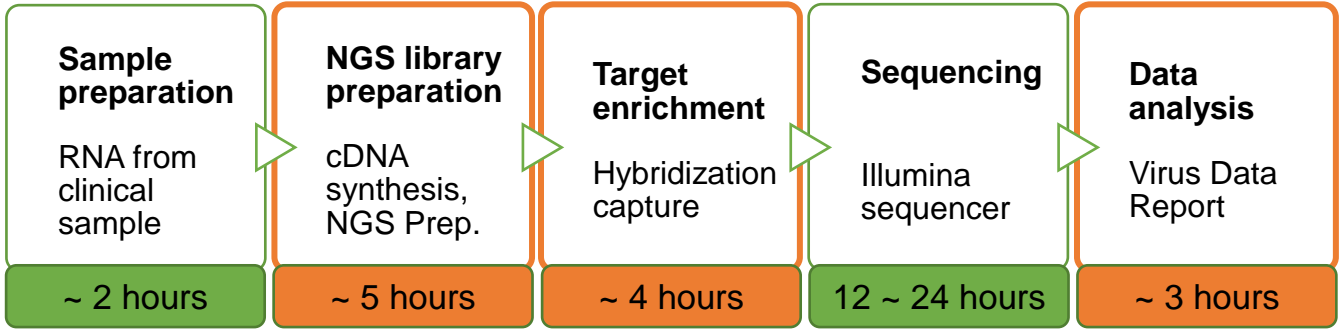 Sample
preparation
RNA from
clinical
sample
~ 2 hours
NGS library
preparation
cDNA
synthesis,
NGS Prep.
~ 5 hours
Target
enrichment
Hybridization
capture
~ 4 hours
Sequencing
Illumina
sequencer
12 ~ 24 hours
Data
analysis
Virus Data
Report
~ 3 hours